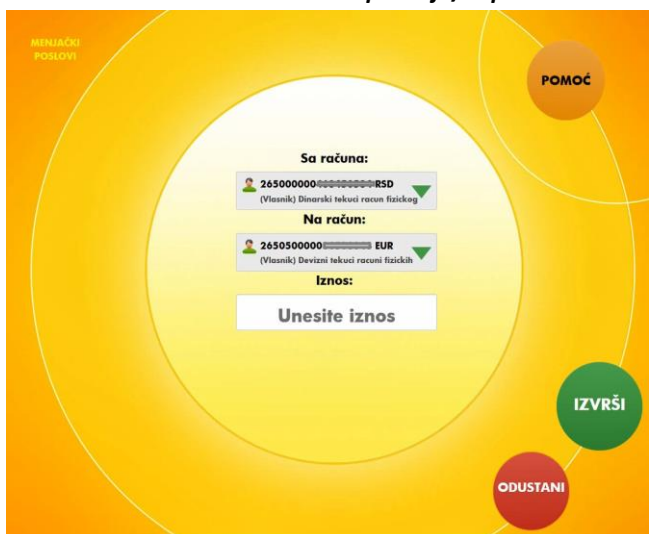 MENJAČKI
POSLOVI
POMOĆ
Sa računa:
265000000 RSD
(Vlasnik) Dinarski tekuci racun fizickog
Na račun:
2650500000 EUR
(Vlasnik) Devizni tekuci racuni fizickih
Iznos:
Unesite iznos
IZVRŠI
ODUSTANI